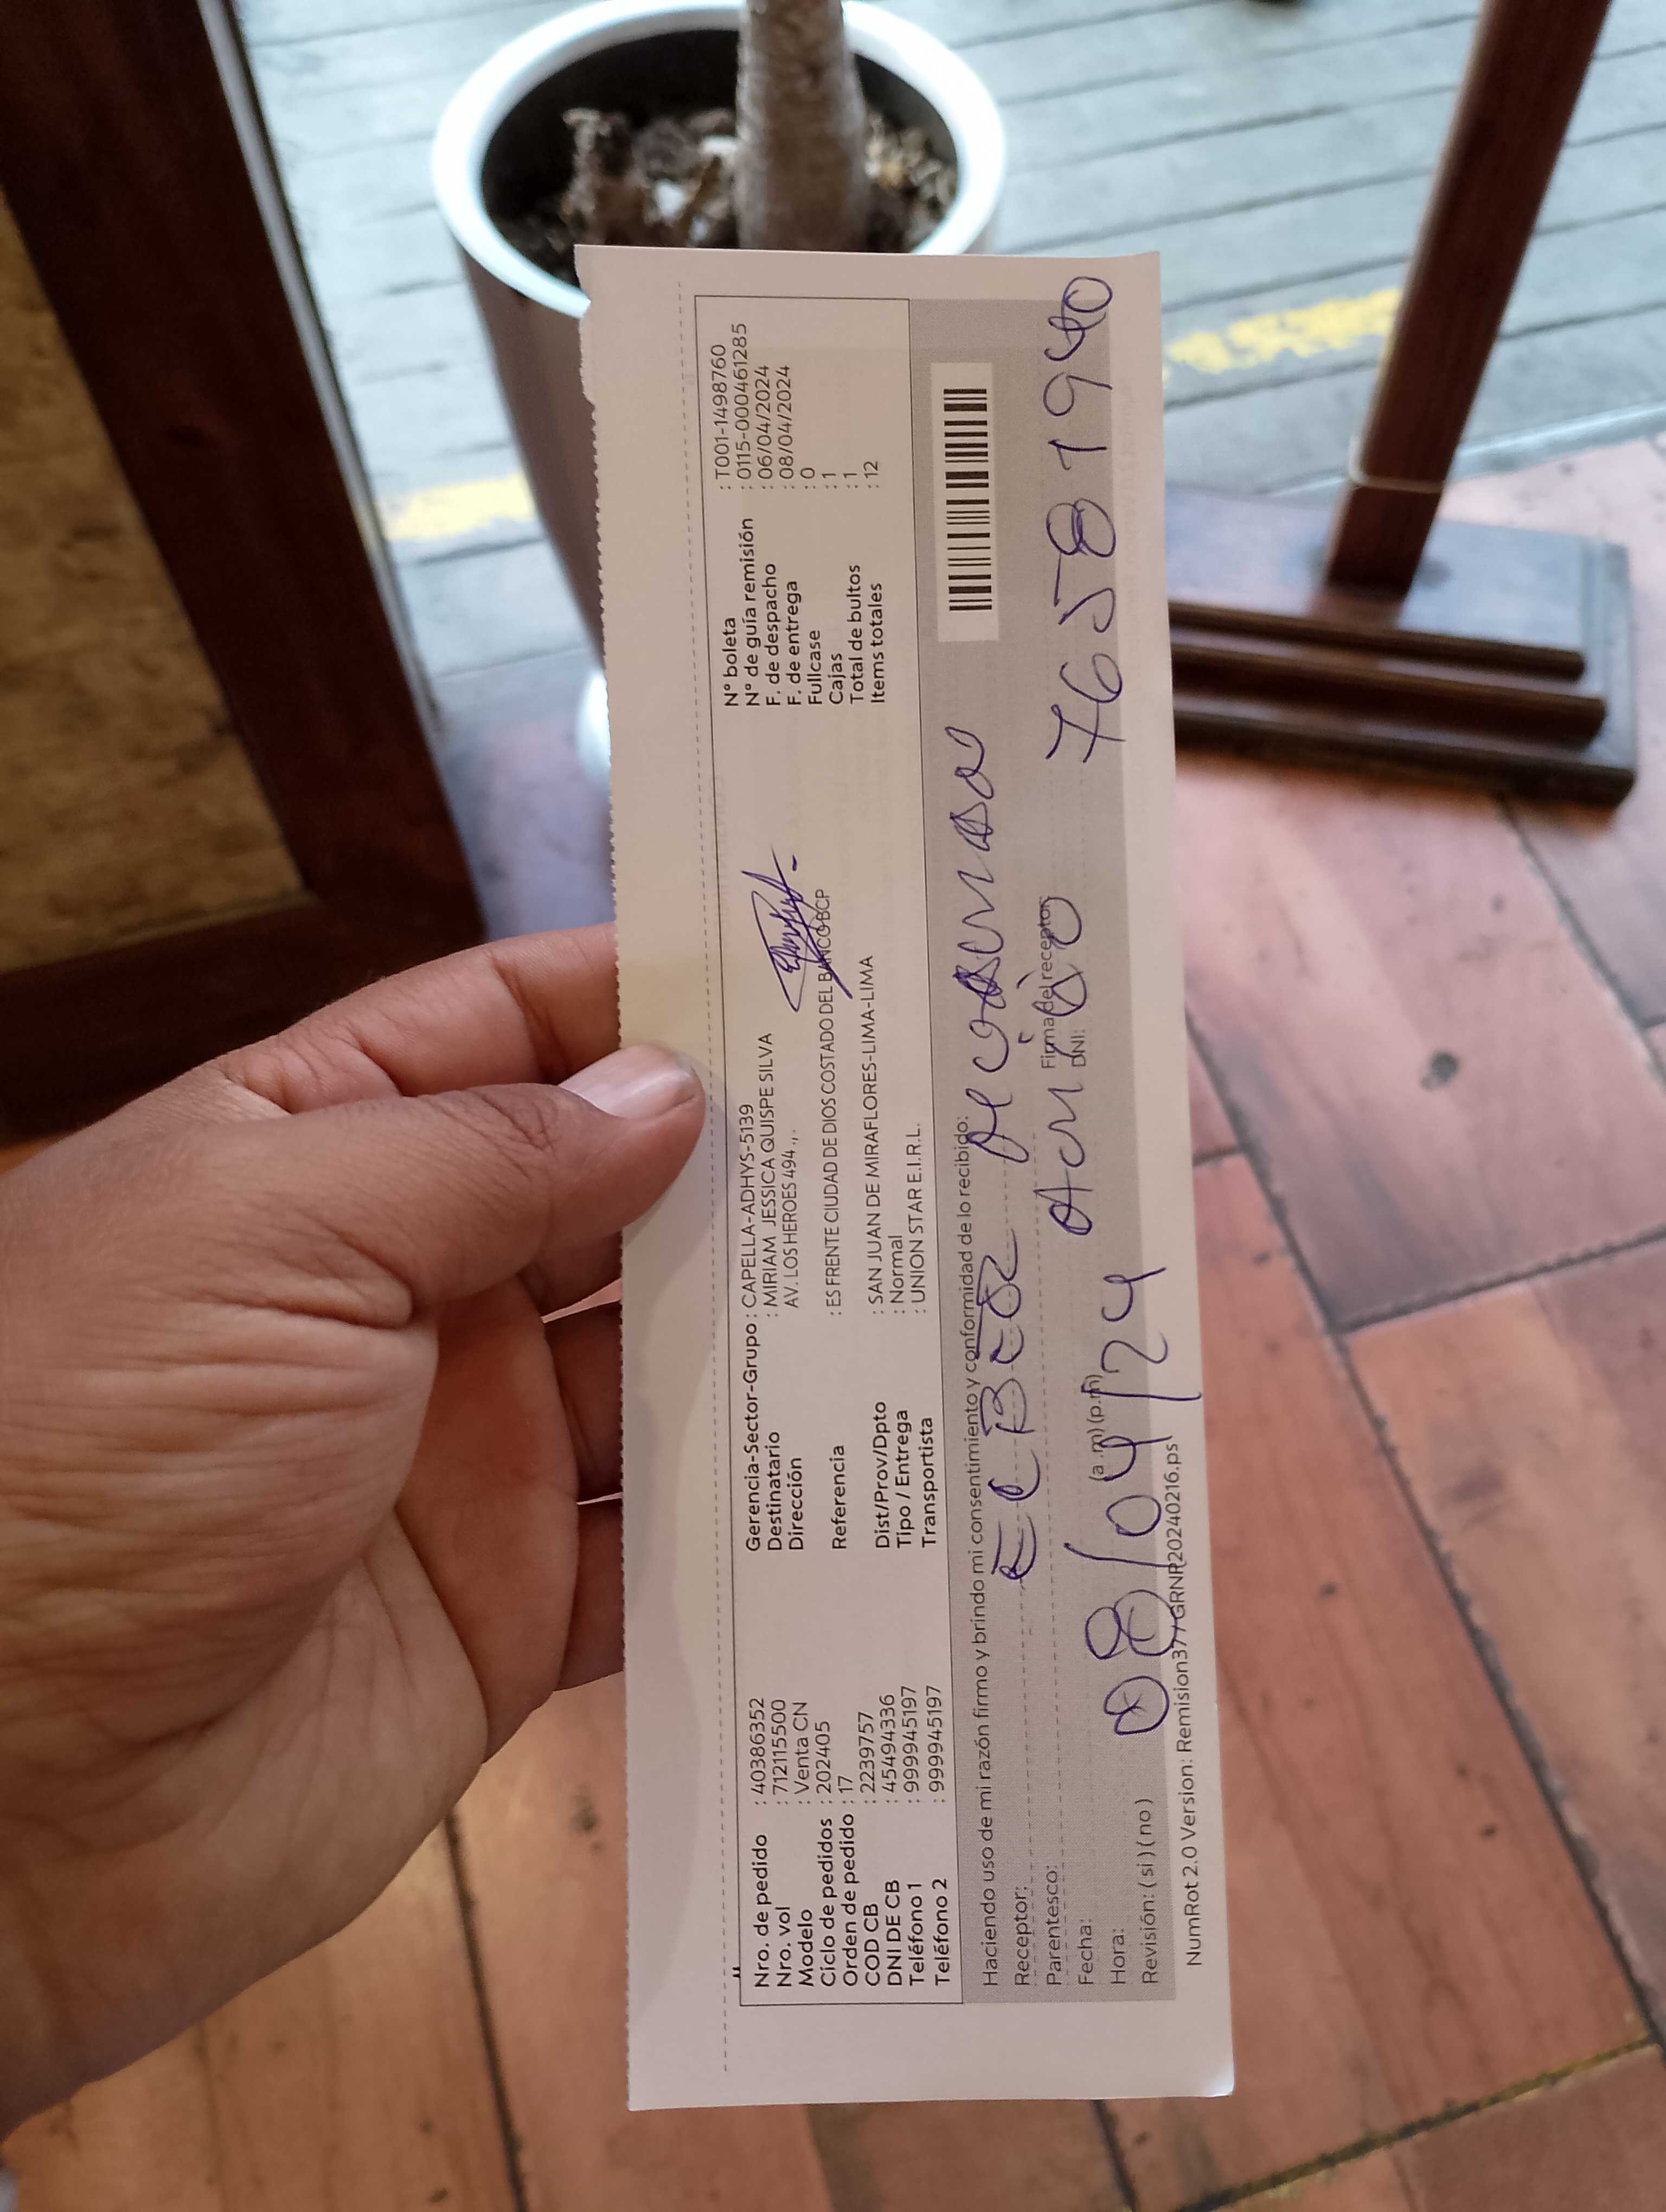 Nro. de pedido : 40386352
Nro. vol : 712115500
Modelo : Venta CN
Ciclo de pedidos : 202405
Orden de pedido : 17
COD CB : 2239757
DNI DE CB : 45494336
Teléfono 1 : 999945197
Teléfono 2 : 999945197
Gerencia-Sector-Grupo : CAPELLA-ADHYS-5139
Destinatario : MIRIAM JESSICA QUISPE SILVA
Dirección AV. LOS HEROES 494 ., .
Referencia : ES FRENTE CIUDAD DE DIOS COSTADO DEL BANCO BCP
Dist/Prov/Dpto : SAN JUAN DE MIRAFLORES-LIMA-LIMA
Tipo / Entrega : Normal
Transportista : UNION STAR E.I.R.L.
N° boleta : T001-1498760
N° de guía remisión : 0115-000461285
F. de despacho : 06/04/2024
F. de entrega : 08/04/2024
Fullcase : 0
Cajas : 1
Total de bultos : 1
Items totales : 12
Haciendo uso de mi razón firmo y brindo mi consentimiento y conformidad de lo recibido:
Receptor:
Parentesco:
Firma del receptor
DNI: 76581940
Fecha: 08/04/24
Hora: (a .m) (p.m)
Revisión: ( si ) ( no )
NumRot 2.0 Version: Remision377+GRNR20240216.ps